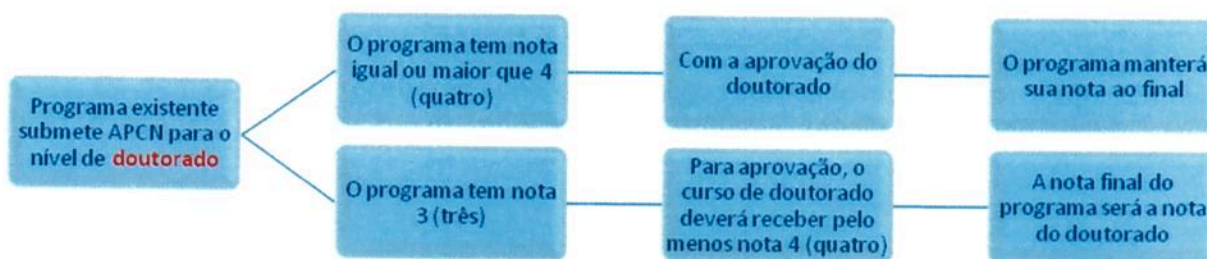 Programa existente
submete APCN para o
nível de doutorado
O programa tem nota
igual ou maior que 4
(quatro)
Com a aprovação do
doutorado
O programa manterá
sua nota ao final
O programa tem nota
3 (três)
Para aprovação, o
curso de doutorado
deverá receber pelo
menos nota 4 (quatro)
A nota final do
programa será a nota
do doutorado